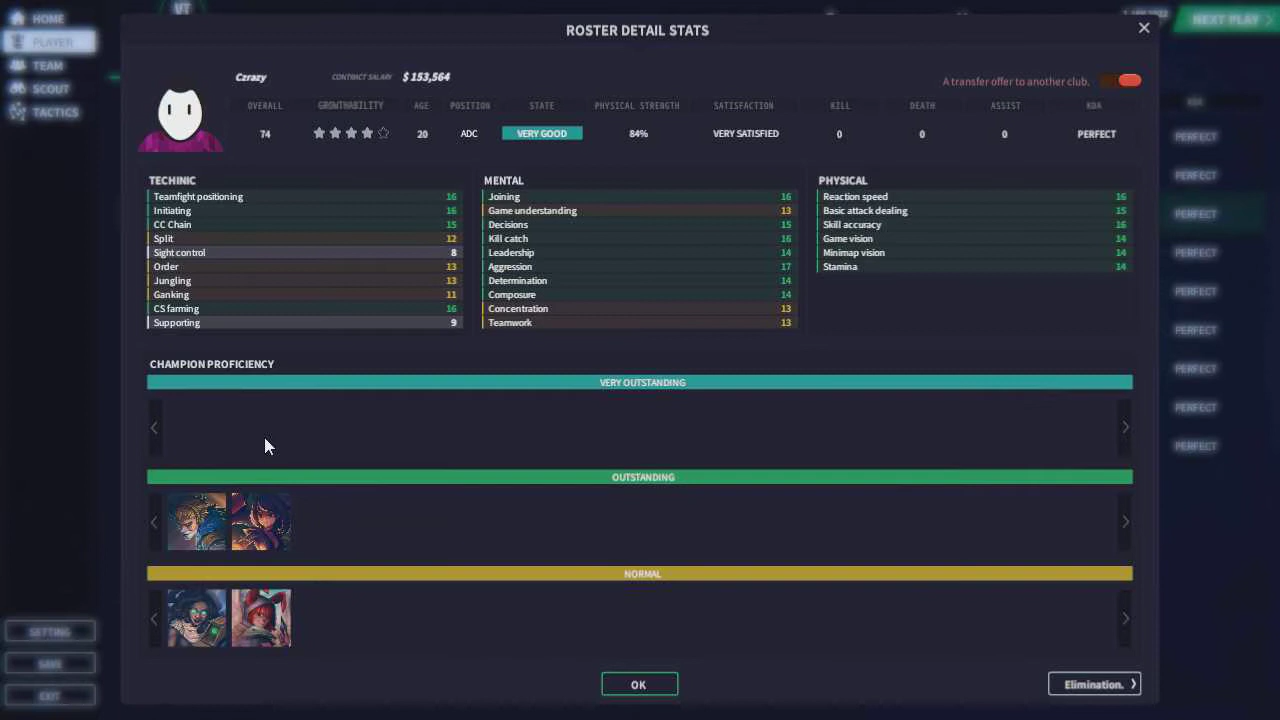 VT
HOME
PLAYER
TEAM
SCOUT
TACTICS
NEXT PLAY
ROSTER DETAIL STATS
Czrazy CONTRACT SALARY $ 153,564
A transfer offer to another club.
OVERALL GROWTHABILITY AGE POSITION STATE PHYSICAL STRENGTH SATISFACTION KILL DEATH ASSIST KDA
74 20 ADC VERY GOOD 84% VERY SATISFIED 0 0 0 PERFECT
TECHINIC
Teamfight positioning 16
Initiating 16
CC Chain 15
Split 12
Sight control 8
Order 13
Jungling 13
Ganking 11
CS farming 16
Supporting 9
MENTAL
Joining 16
Game understanding 13
Decisions 15
Kill catch 16
Leadership 14
Aggression 17
Determination 14
Composure 14
Concentration 13
Teamwork 13
PHYSICAL
Reaction speed 16
Basic attack dealing 15
Skill accuracy 16
Game vision 14
Minimap vision 14
Stamina 14
KDA
PERFECT
PERFECT
PERFECT
PERFECT
PERFECT
PERFECT
PERFECT
PERFECT
PERFECT
CHAMPION PROFICIENCY
VERY OUTSTANDING
OUTSTANDING
NORMAL
SETTING
SAVE
EXIT
OK
Elimination.